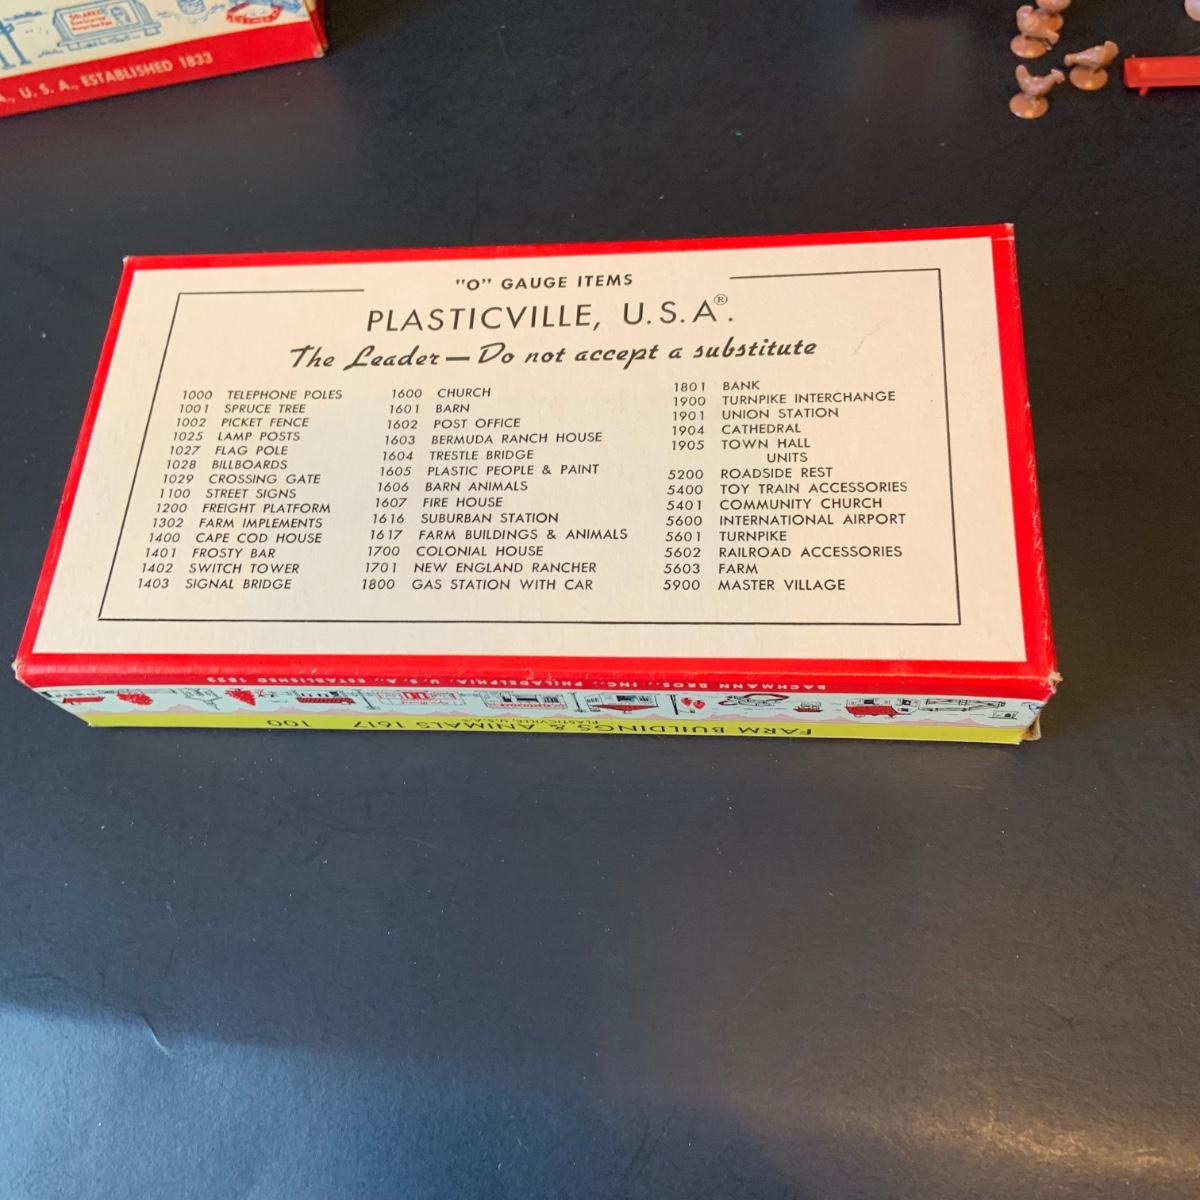 SOLARKS
A., U. S. A., ESTABLISHED 1833
"O" GAUGE ITEMS
PLASTICVILLE, U.S.A®.
The Leader — Do not accept a substitute
1000 TELEPHONE POLES
1001 SPRUCE TREE
1002 PICKET FENCE
1025 LAMP POSTS
1027 FLAG POLE
1028 BILLBOARDS
1029 CROSSING GATE
1100 STREET SIGNS
1200 FREIGHT PLATFORM
1302 FARM IMPLEMENTS
1400 CAPE COD HOUSE
1401 FROSTY BAR
1402 SWITCH TOWER
1403 SIGNAL BRIDGE
1600 CHURCH
1601 BARN
1602 POST OFFICE
1603 BERMUDA RANCH HOUSE
1604 TRESTLE BRIDGE
1605 PLASTIC PEOPLE & PAINT
1606 BARN ANIMALS
1607 FIRE HOUSE
1616 SUBURBAN STATION
1617 FARM BUILDINGS & ANIMALS
1700 COLONIAL HOUSE
1701 NEW ENGLAND RANCHER
1800 GAS STATION WITH CAR
1801 BANK
1900 TURNPIKE INTERCHANGE
1901 UNION STATION
1904 CATHEDRAL
1905 TOWN HALL
UNITS
5200 ROADSIDE REST
5400 TOY TRAIN ACCESSORIES
5401 COMMUNITY CHURCH
5600 INTERNATIONAL AIRPORT
5601 TURNPIKE
5602 RAILROAD ACCESSORIES
5603 FARM
5900 MASTER VILLAGE
BACHMANN BROS., INC., PHILADELPHIA, U.S.A., ESTABLISHED 1833
FARM BUILDINGS & ANIMALS 1617 100
PLASTICVILLE, U.S.A®